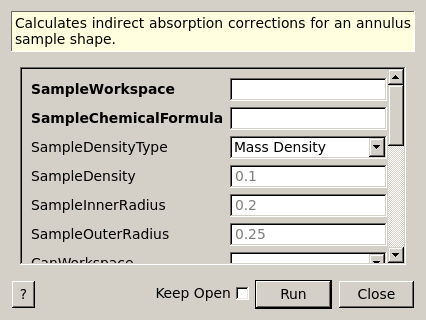 Calculates indirect absorption corrections for an annulus
sample shape.
SampleWorkspace
SampleChemicalFormula
SampleDensityType Mass Density
SampleDensity 0.1
SampleInnerRadius 0.2
SampleOuterRadius 0.25
CanWorkspace
? Keep Open Run Close